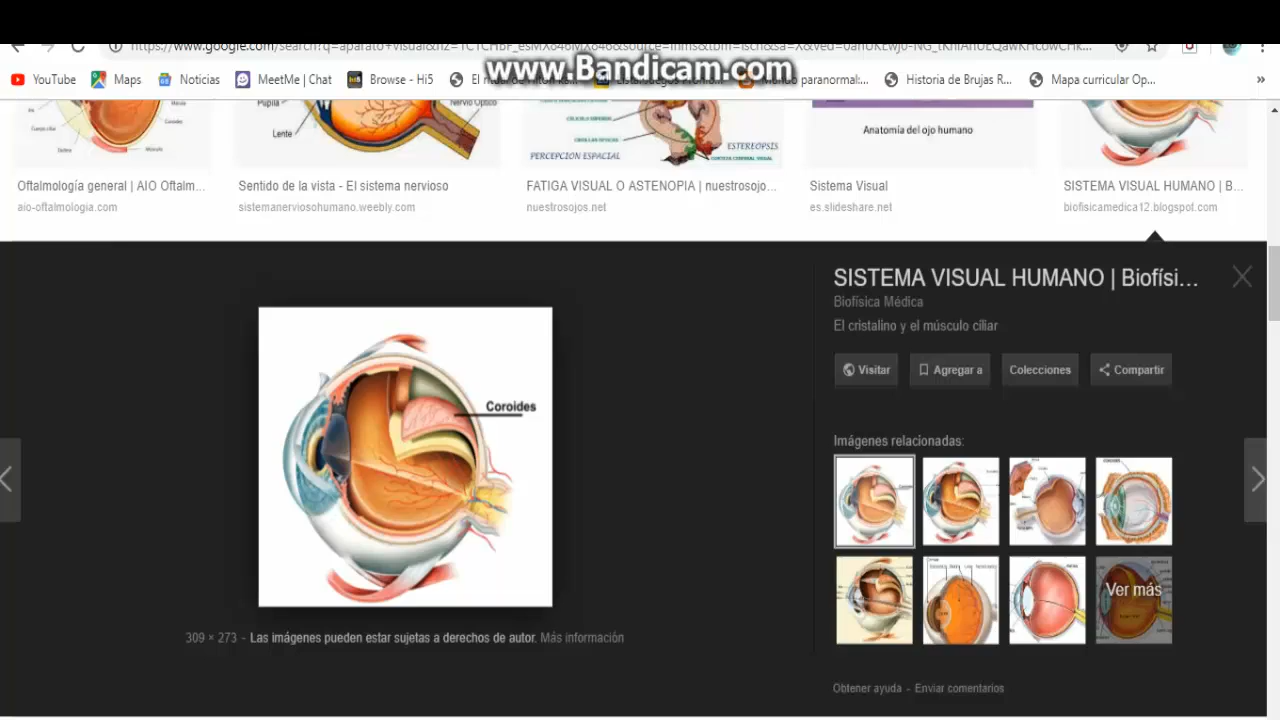 www.Bandicam.com
YouTube
Maps
Noticias
MeetMe | Chat
Browse - Hi5
paranormal:...
Historia de Brujas R...
Mapa curricular Op...
Pupila
Nervio Optico
Lente
PERCEPCION ESPACIAL
ESTEREOPSIS
Anatomía del ojo humano
Oftalmología general | AIO Oftalm...
Sentido de la vista - El sistema nervioso
FATIGA VISUAL O ASTENOPIA | nuestrosojo...
Sistema Visual
SISTEMA VISUAL HUMANO | B...
aio-oftalmologia.com
sistemanerviosohumano.weebly.com
nuestrosojos.net
es.slideshare.net
biofisicamedica12.blogspot.com
SISTEMA VISUAL HUMANO | Biofísi...
Biofísica Médica
El cristalino y el músculo ciliar
Visitar
Agregar a
Colecciones
Compartir
Coroides
Imágenes relacionadas:
Ver más
309 × 273 - Las imágenes pueden estar sujetas a derechos de autor. Más información
Obtener ayuda - Enviar comentarios